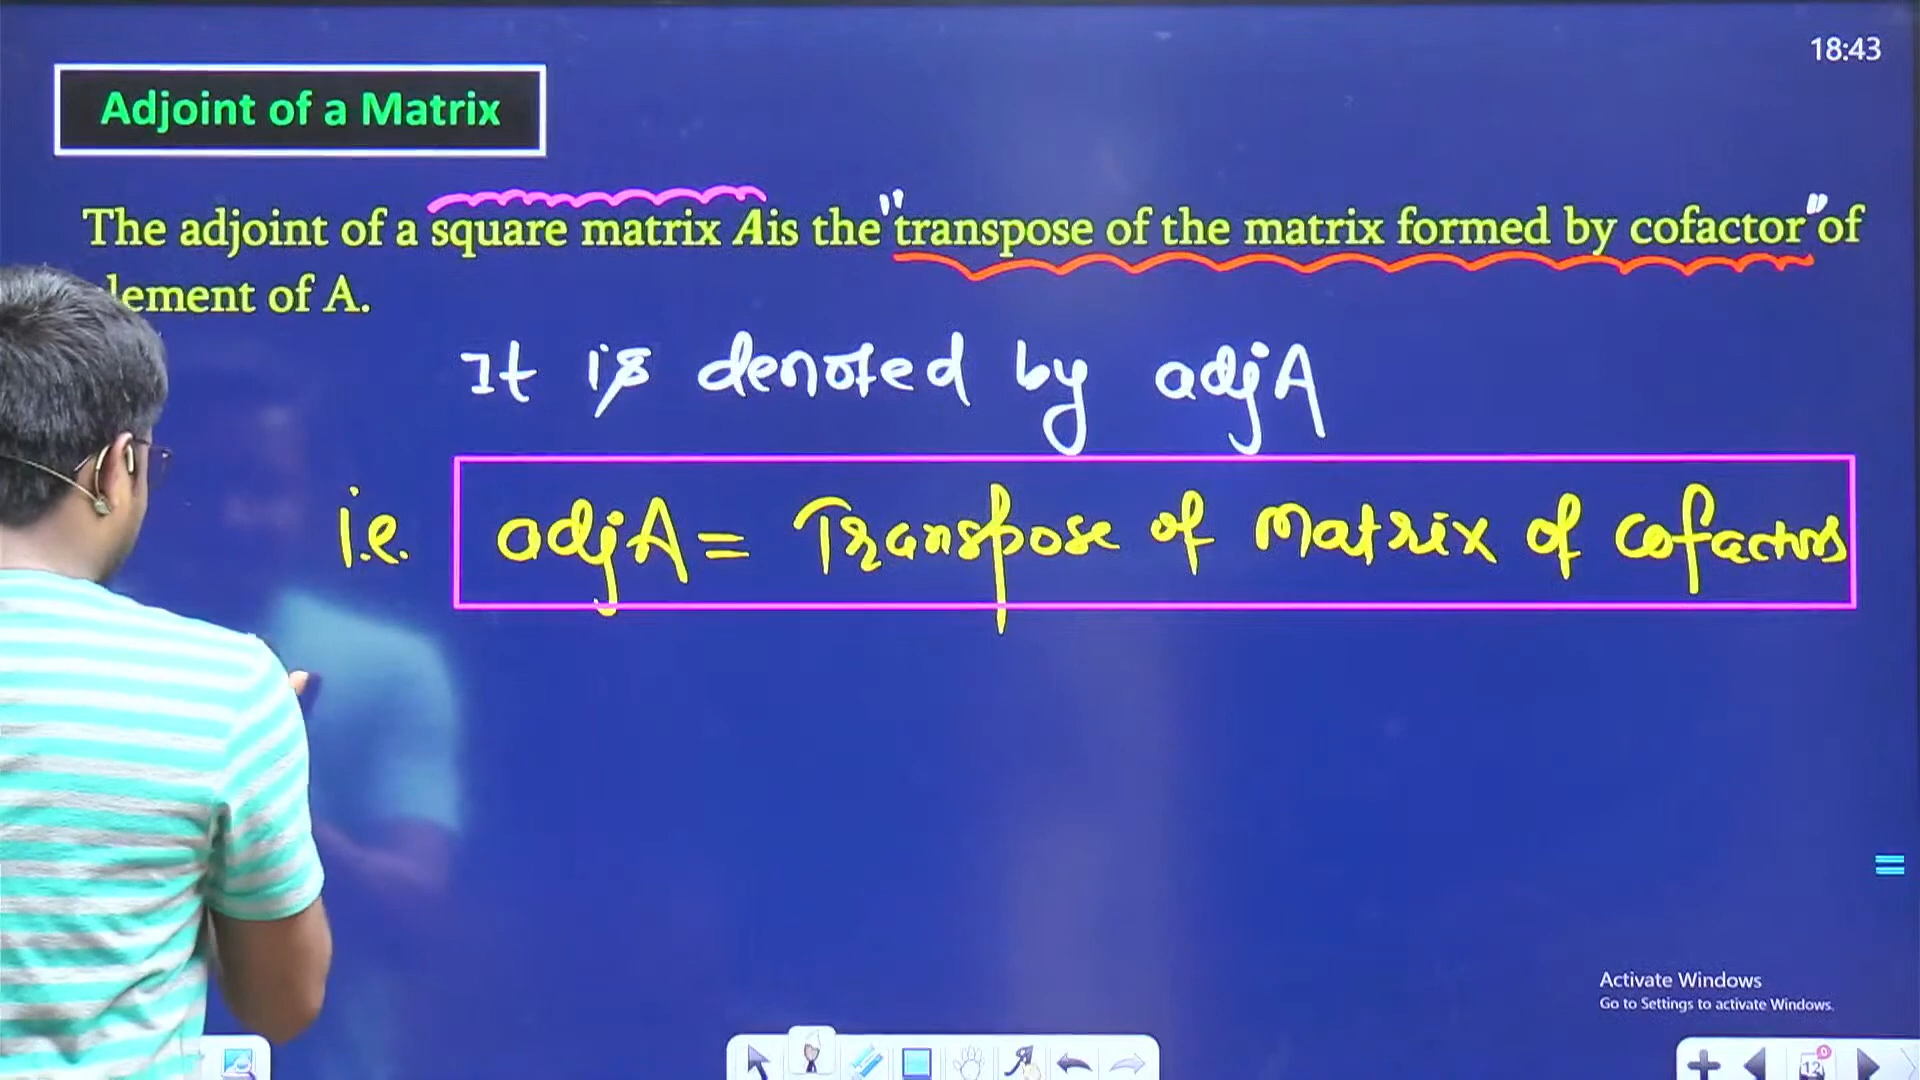 18:43
Adjoint of a Matrix
The adjoint of a square matrix A is the "transpose of the matrix formed by cofactor" of
lement of A.
It is denoted by adjA
i.e. adjA = Transpose of Matrix of cofactors
Activate Windows
Go to Settings to activate Windows.
12
0